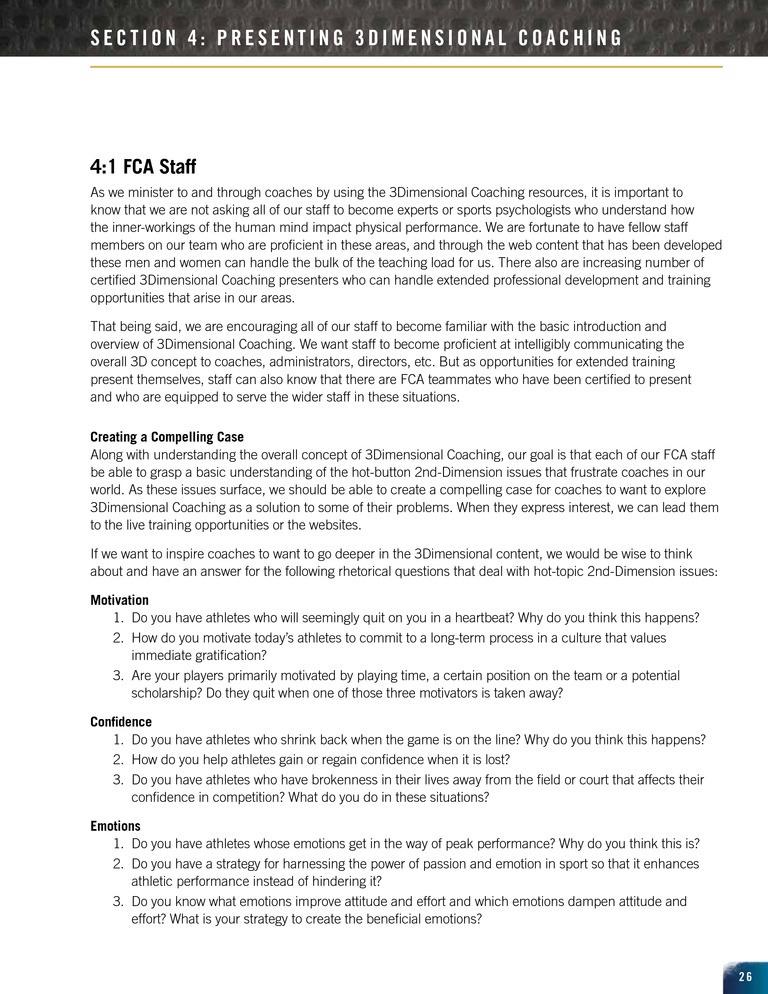 SECTION 4: PRESENTING 3DIMENSIONAL COACHING
4:1 FCA Staff
As we minister to and through coaches by using the 3Dimensional Coaching resources, it is important to
know that we are not asking all of our staff to become experts or sports psychologists who understand how
the inner-workings of the human mind impact physical performance. We are fortunate to have fellow staff
members on our team who are proficient in these areas, and through the web content that has been developed
these men and women can handle the bulk of the teaching load for us. There also are increasing number of
certified 3Dimensional Coaching presenters who can handle extended professional development and training
opportunities that arise in our areas.
That being said, we are encouraging all of our staff to become familiar with the basic introduction and
overview of 3Dimensional Coaching. We want staff to become proficient at intelligibly communicating the
overall 3D concept to coaches, administrators, directors, etc. But as opportunities for extended training
present themselves, staff can also know that there are FCA teammates who have been certified to present
and who are equipped to serve the wider staff in these situations.
Creating a Compelling Case
Along with understanding the overall concept of 3Dimensional Coaching, our goal is that each of our FCA staff
be able to grasp a basic understanding of the hot-button 2nd-Dimension issues that frustrate coaches in our
world. As these issues surface, we should be able to create a compelling case for coaches to want to explore
3Dimensional Coaching as a solution to some of their problems. When they express interest, we can lead them
to the live training opportunities or the websites.
If we want to inspire coaches to want to go deeper in the 3Dimensional content, we would be wise to think
about and have an answer for the following rhetorical questions that deal with hot-topic 2nd-Dimension issues:
Motivation
1. Do you have athletes who will seemingly quit on you in a heartbeat? Why do you think this happens?
2. How do you motivate today's athletes to commit to a long-term process in a culture that values
immediate gratification?
3. Are your players primarily motivated by playing time, a certain position on the team or a potential
scholarship? Do they quit when one of those three motivators is taken away?
Confidence
1. Do you have athletes who shrink back when the game is on the line? Why do you think this happens?
2. How do you help athletes gain or regain confidence when it is lost?
3. Do you have athletes who have brokenness in their lives away from the field or court that affects their
confidence in competition? What do you do in these situations?
Emotions
1. Do you have athletes whose emotions get in the way of peak performance? Why do you think this is?
2. Do you have a strategy for harnessing the power of passion and emotion in sport so that it enhances
athletic performance instead of hindering it?
3. Do you know what emotions improve attitude and effort and which emotions dampen attitude and
effort? What is your strategy to create the beneficial emotions?
26